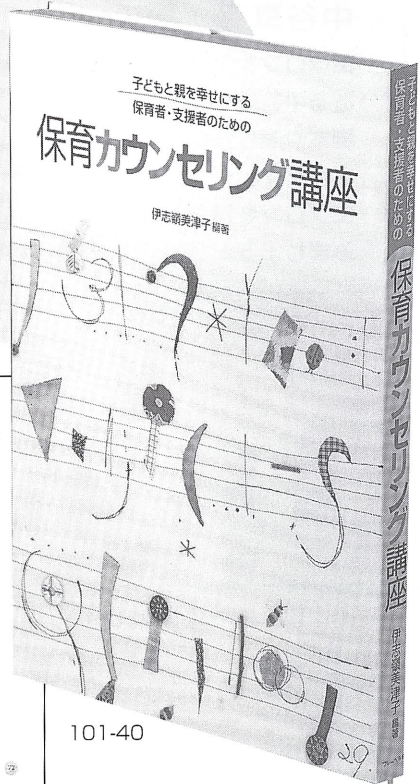 子どもと親を幸せにする
保育者・支援者のための
保育カウンセリング講座
伊志嶺美津子 編著
子どもと親を幸せにする
保育者・支援者のための
保育カウンセリング講座
伊志嶺美津子 編著
29.
101-40
72